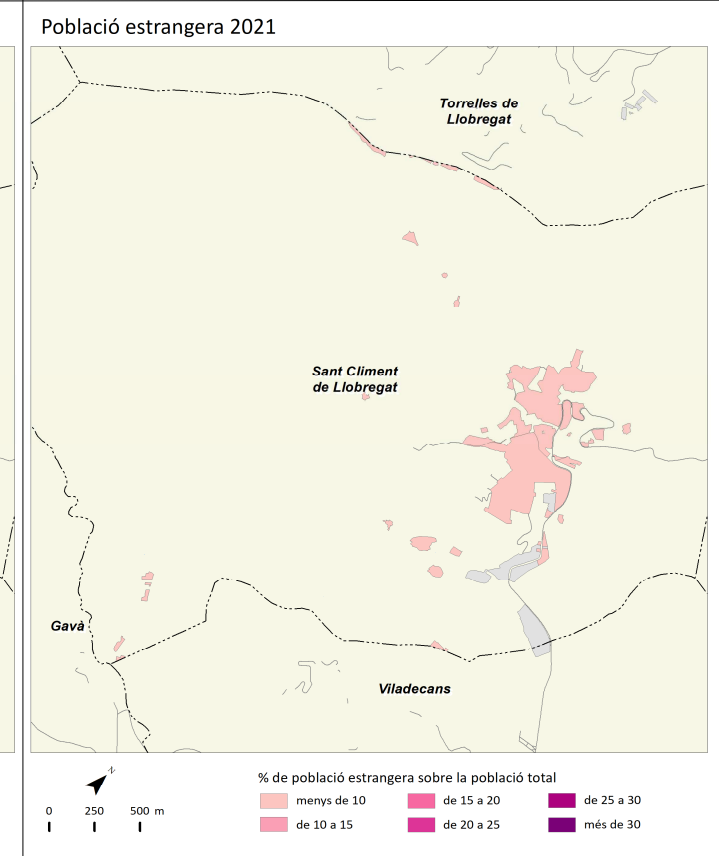 Població estrangera 2021
Torrelles de
Llobregat
Sant Climent
de Llobregat
Gavà
Viladecans
N
0 250 500 m
% de població estrangera sobre la població total
menys de 10
de 15 a 20
de 25 a 30
de 10 a 15
de 20 a 25
més de 30